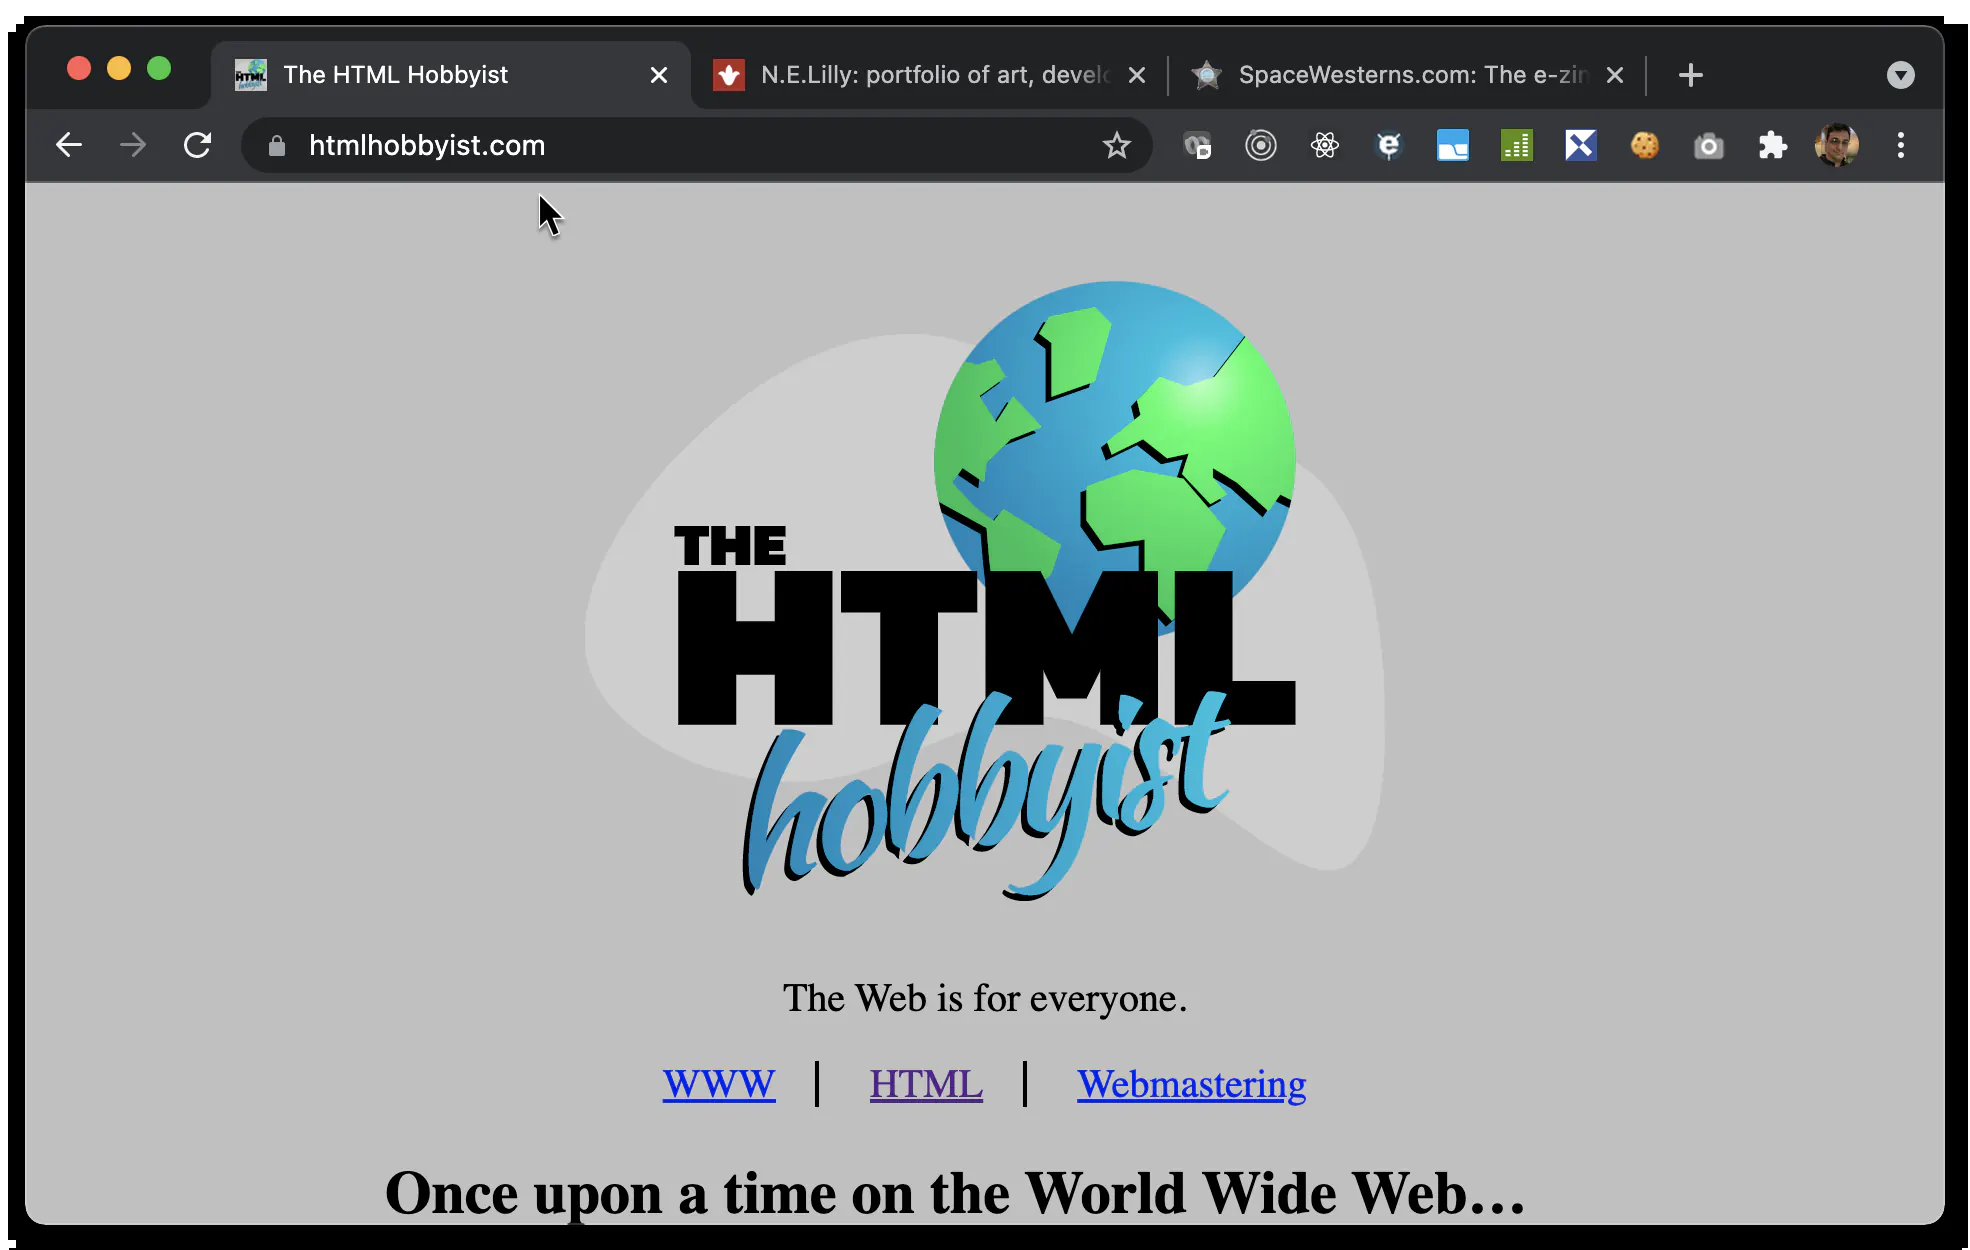 The HTML Hobbyist
N.E.Lilly: portfolio of art, develo
SpaceWesterns.com: The e-zin
htmlhobbyist.com
THE
HTML
hobbyist
The Web is for everyone.
WWW | HTML | Webmastering
Once upon a time on the World Wide Web...